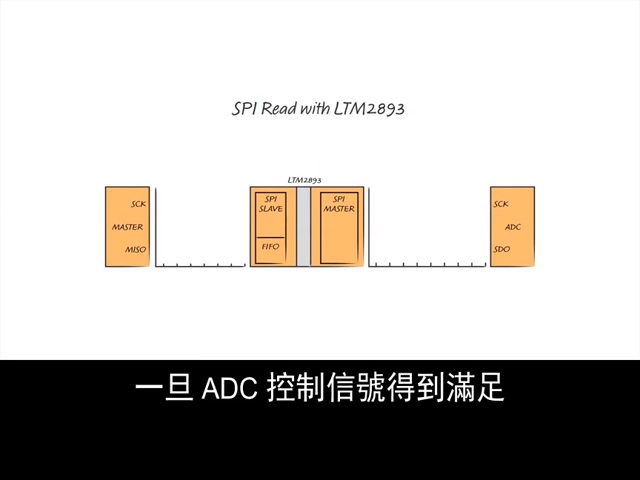 SPI Read with LTM2893
LTM2893
SCK
MASTER
MISO
SPI
SLAVE
FIFO
SPI
MASTER
SCK
ADC
SDO
一旦 ADC 控制信號得到滿足